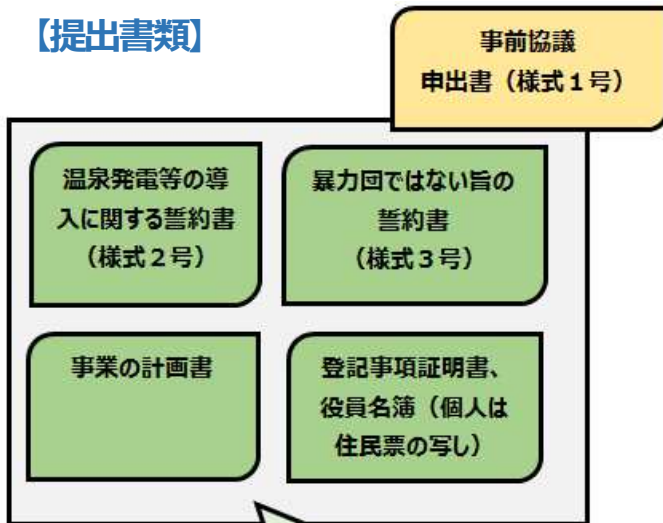 【提出書類】
事前協議
申出書（様式１号）
温泉発電等の導
入に関する誓約書
（様式２号）
暴力団ではない旨の
誓約書
（様式３号）
事業の計画書
登記事項証明書、
役員名簿（個人は
住民票の写し）